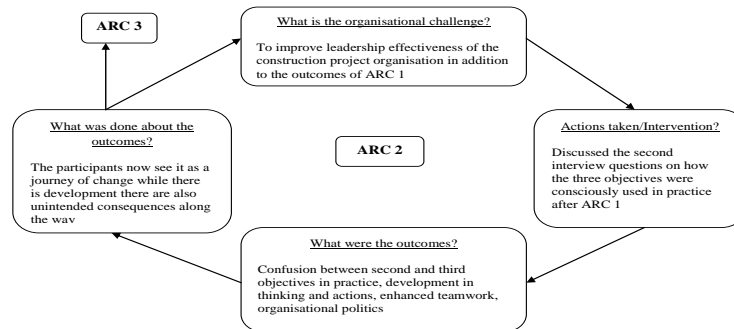 ARC 3
What is the organisational challenge?
To improve leadership effectiveness of the
construction project organisation in addition
to the outcomes of ARC 1
What was done about the
outcomes?
The participants now see it as a
journey of change while there
is development there are also
unintended consequences along
the way
ARC 2
Actions taken/Intervention?
Discussed the second
interview questions on how
the three objectives were
consciously used in practice
after ARC 1
What were the outcomes?
Confusion between second and third
objectives in practice, development in
thinking and actions, enhanced teamwork,
organisational politics